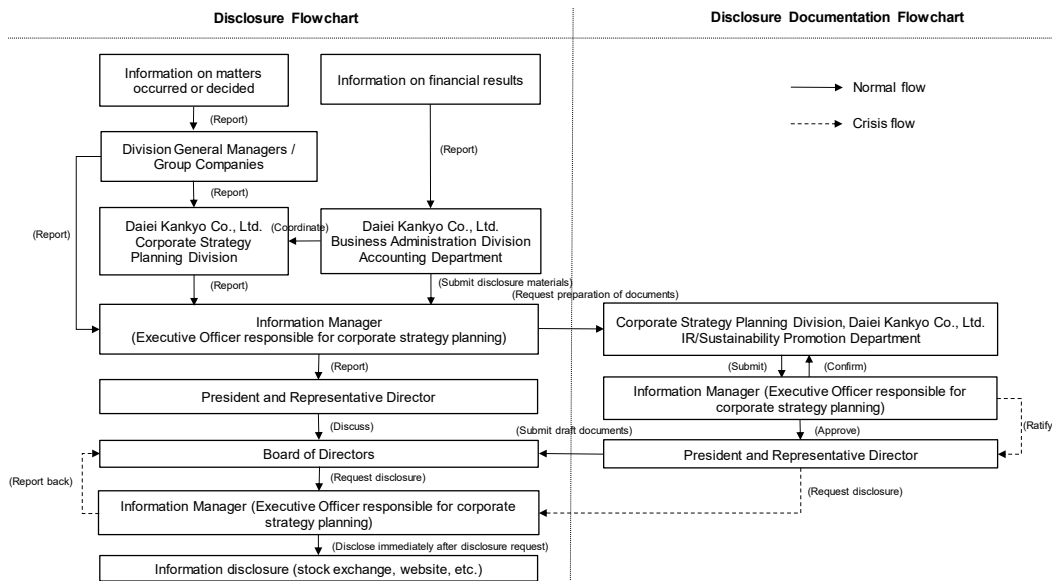 Disclosure Flowchart
Disclosure Documentation Flowchart
Information on matters
occurred or decided
Information on financial results
Normal flow
Crisis flow
(Report)
Division General Managers /
Group Companies
(Report)
(Report)
(Report)
Daiei Kankyo Co., Ltd.
Corporate Strategy
Planning Division
(Coordinate)
Daiei Kankyo Co., Ltd.
Business Administration Division
Accounting Department
(Report)
(Submit disclosure materials)
(Request preparation of documents)
Information Manager
(Executive Officer responsible for corporate strategy planning)
Corporate Strategy Planning Division, Daiei Kankyo Co., Ltd.
IR/Sustainability Promotion Department
(Report)
(Submit)
(Confirm)
President and Representative Director
Information Manager (Executive Officer responsible for
corporate strategy planning)
(Discuss)
(Submit draft documents)
(Approve)
(Ratify)
Board of Directors
President and Representative Director
(Report back)
(Request disclosure)
(Request disclosure)
Information Manager (Executive Officer responsible for corporate
strategy planning)
(Disclose immediately after disclosure request)
Information disclosure (stock exchange, website, etc.)